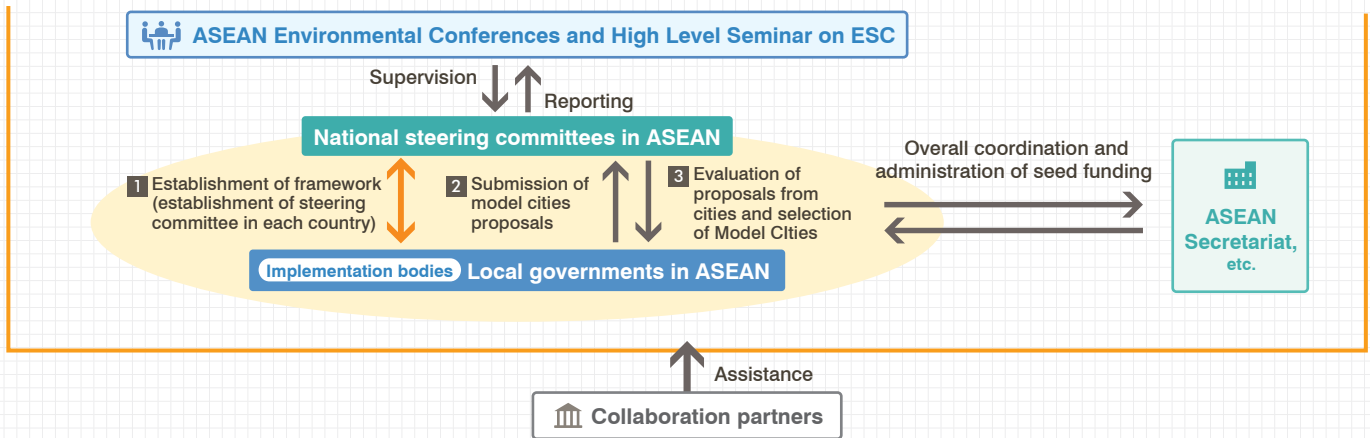 ASEAN Environmental Conferences and High Level Seminar on ESC
Supervision
Reporting
National steering committees in ASEAN
1 Establishment of framework
(establishment of steering
committee in each country)
2 Submission of
model cities
proposals
3 Evaluation of
proposals from
cities and selection
of Model CIties
Implementation bodies Local governments in ASEAN
Overall coordination and
administration of seed funding
ASEAN
Secretariat,
etc.
Assistance
Collaboration partners